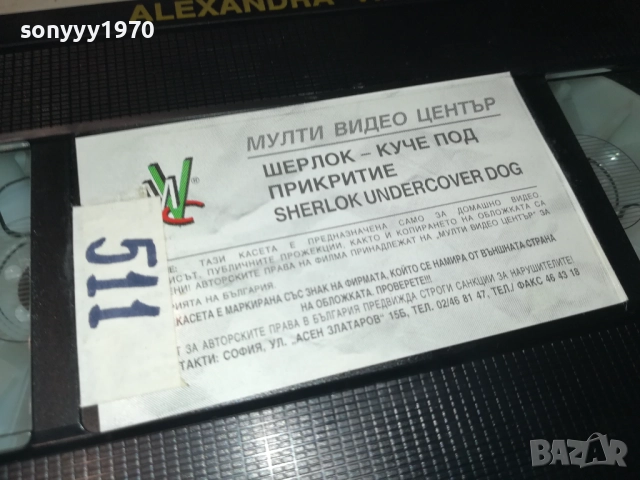 sonyyy1970
ALEXANDRA
МУЛТИ ВИДЕО ЦЕНТЪР
ШЕРЛОК – КУЧЕ ПОД
ПРИКРИТИЕ
SHERLOK UNDERCOVER DOG
MVC®
511
ТАЗИ КАСЕТА Е ПРЕДНАЗНАЧЕНА САМО ЗА ДОМАШНО ВИДЕО.
ПУБЛИЧНИТЕ ПРОЖЕКЦИИ, КАКТО И КОПИРАНЕТО НА ОБЛОЖКАТА СА
АВТОРСКИТЕ ПРАВА НА ФИЛМА ПРИНАДЛЕЖАТ НА „МУЛТИ ВИДЕО ЦЕНТЪР" ЗА
НА БЪЛГАРИЯ.
КАСЕТА Е МАРКИРАНА СЪС ЗНАК НА ФИРМАТА, КОЙТО СЕ НАМИРА ОТ ВЪНШНАТА СТРАНА
НА ОБЛОЖКАТА. ПРОВЕРЕТЕ!!!
ЗА АВТОРСКИТЕ ПРАВА В БЪЛГАРИЯ ПРЕДВИЖДА СТРОГИ САНКЦИИ ЗА НАРУШИТЕЛИТЕ!
ТАКТИ: СОФИЯ, УЛ. „АСЕН ЗЛАТАРОВ" 15Б, ТЕЛ. 02/46 81 47, ТЕЛ/ ФАКС 46 43 18
BAZAR